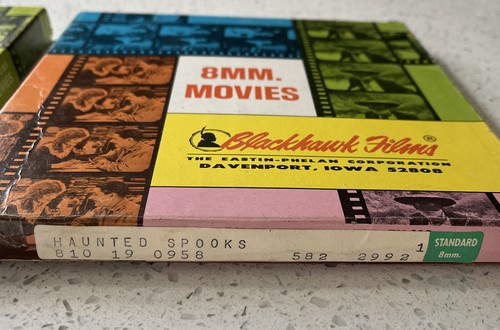 8MM.
MOVIES
Blackhawk Films®
THE EASTIN-PHELAN CORPORATION
DAVENPORT, IOWA 52808
HAUNTED SPOOKS 1
810 19 0958 582 2992
STANDARD
8mm.